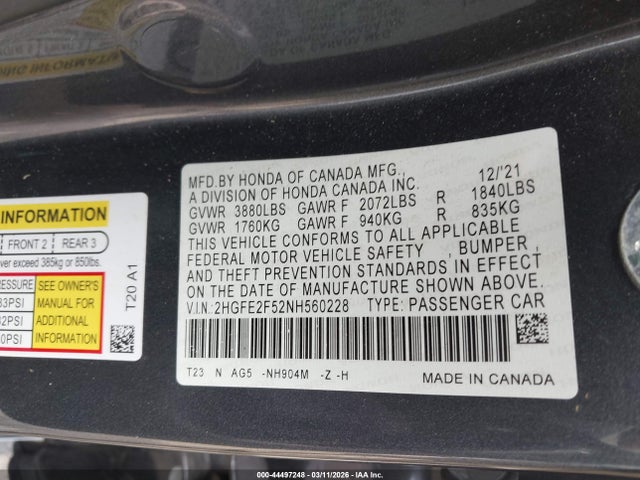 MFD.BY HONDA OF CANADA MFG., 12/'21
A DIVISION OF HONDA CANADA INC.
GVWR 3880LBS GAWR F 2072LBS R 1840LBS
GVWR 1760KG GAWR F 940KG R 835KG
THIS VEHICLE CONFORMS TO ALL APPLICABLE
FEDERAL MOTOR VEHICLE SAFETY , BUMPER ,
AND THEFT PREVENTION STANDARDS IN EFFECT
ON THE DATE OF MANUFACTURE SHOWN ABOVE.
V.I.N: 2HGFE2F52NH560228 TYPE: PASSENGER CAR
T23 N AG5 -NH904M -Z -H
MADE IN CANADA
INFORMATION
FRONT 2 REAR 3
exceed 385kg or 850lbs.
SEE OWNER'S
MANUAL FOR
ADDITIONAL
INFORMATION
T20 A1
000-44497248 - 03/11/2026 - IAA Inc.